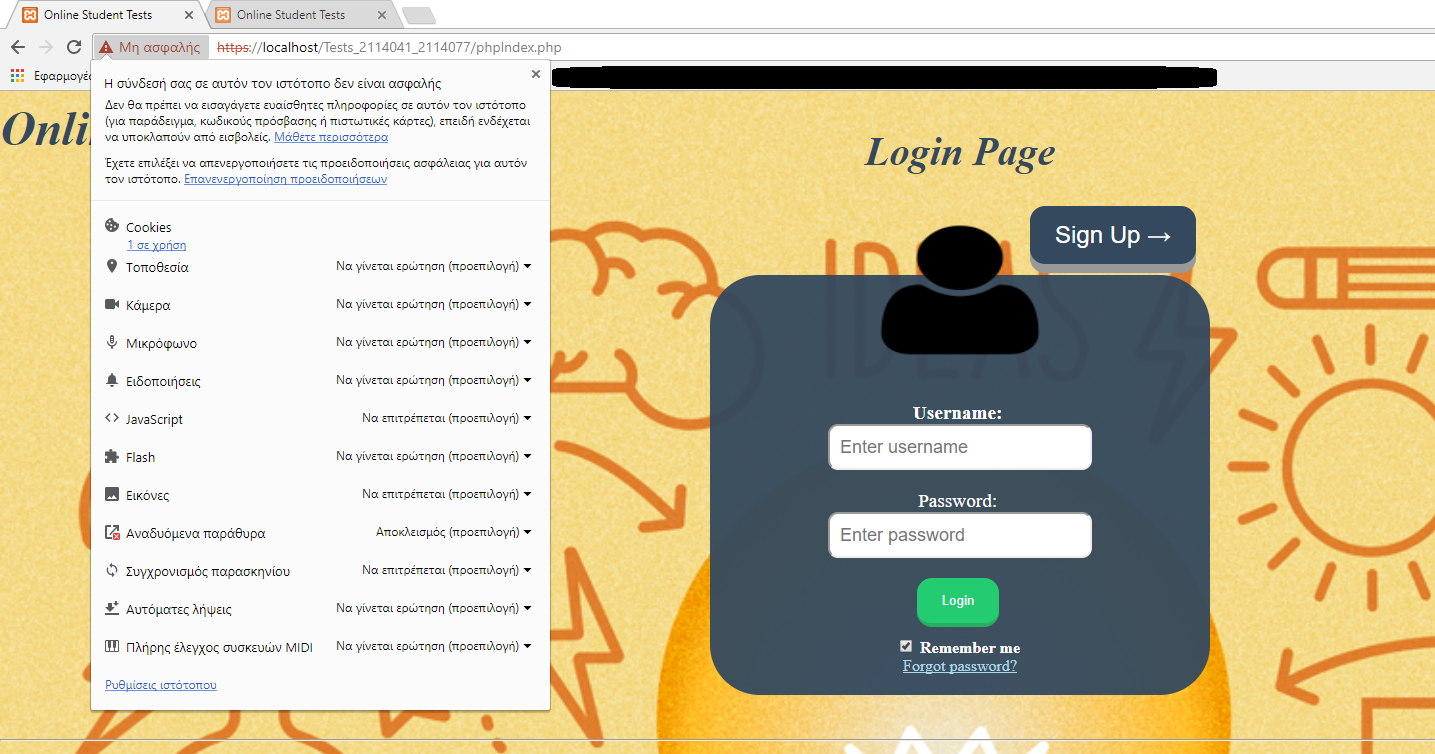 Online Student Tests
Online Student Tests
Μη ασφαλής https://localhost/Tests_2114041_2114077/phpIndex.php
Εφαρμογές
Η σύνδεσή σας σε αυτόν τον ιστότοπο δεν είναι ασφαλής
Δεν θα πρέπει να εισαγάγετε ευαίσθητες πληροφορίες σε αυτόν τον ιστότοπο
(για παράδειγμα, κωδικούς πρόσβασης ή πιστωτικές κάρτες), επειδή ενδέχεται
να υποκλαπούν από εισβολείς. Μάθετε περισσότερα
Έχετε επιλέξει να απενεργοποιήσετε τις προειδοποιήσεις ασφάλειας για αυτόν
τον ιστότοπο. Επανενεργοποίηση προειδοποιήσεων
Cookies
1 σε χρήση
Τοποθεσία Να γίνεται ερώτηση (προεπιλογή)
Κάμερα Να γίνεται ερώτηση (προεπιλογή)
Μικρόφωνο Να γίνεται ερώτηση (προεπιλογή)
Ειδοποιήσεις Να γίνεται ερώτηση (προεπιλογή)
JavaScript Να επιτρέπεται (προεπιλογή)
Flash Να γίνεται ερώτηση (προεπιλογή)
Εικόνες Να επιτρέπεται (προεπιλογή)
Αναδυόμενα παράθυρα Αποκλεισμός (προεπιλογή)
Συγχρονισμός παρασκηνίου Να επιτρέπεται (προεπιλογή)
Αυτόματες λήψεις Να γίνεται ερώτηση (προεπιλογή)
Πλήρης έλεγχος συσκευών MIDI Να γίνεται ερώτηση (προεπιλογή)
Ρυθμίσεις ιστότοπου
Onli
Login Page
Sign Up →
IDEAS
Username:
Enter username
Password:
Enter password
Login
Remember me
Forgot password?